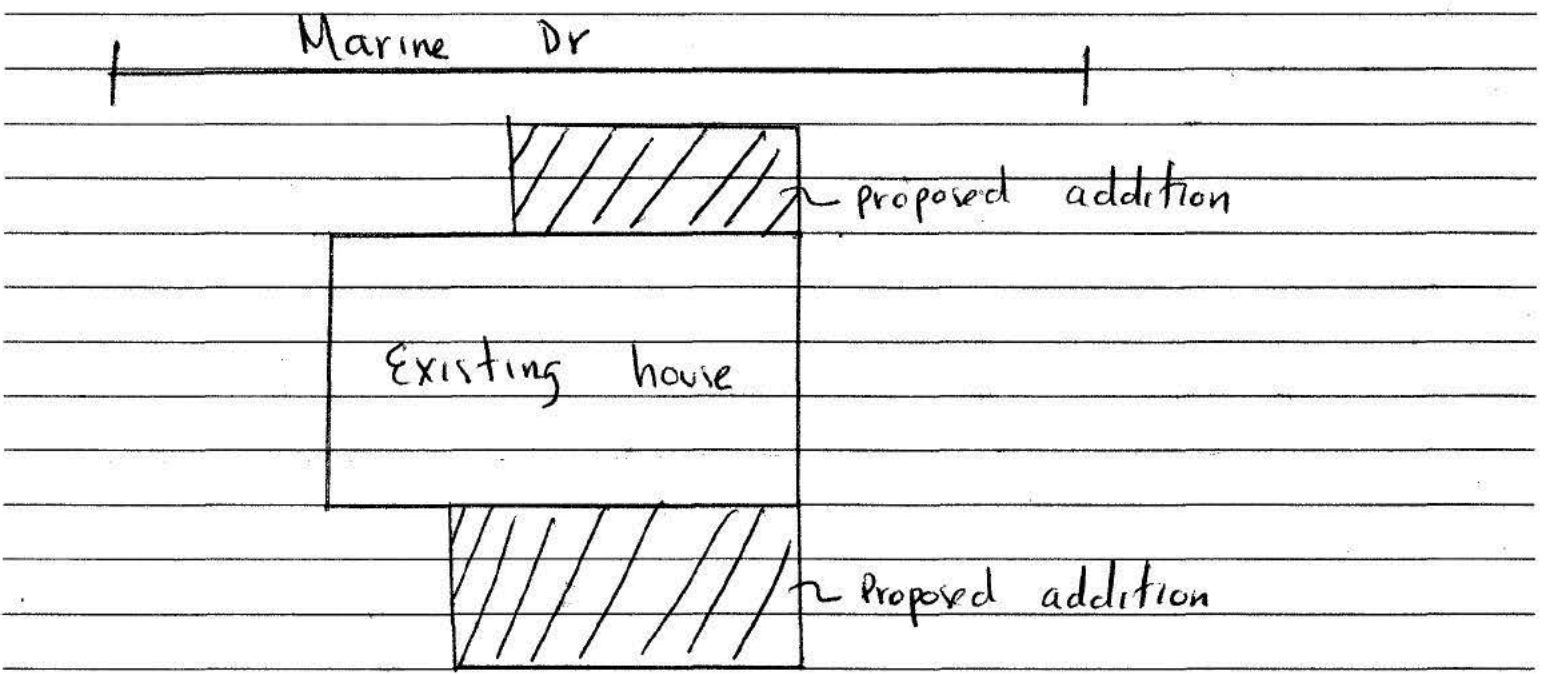 Marine Dr
proposed addition
Existing house
Proposed addition